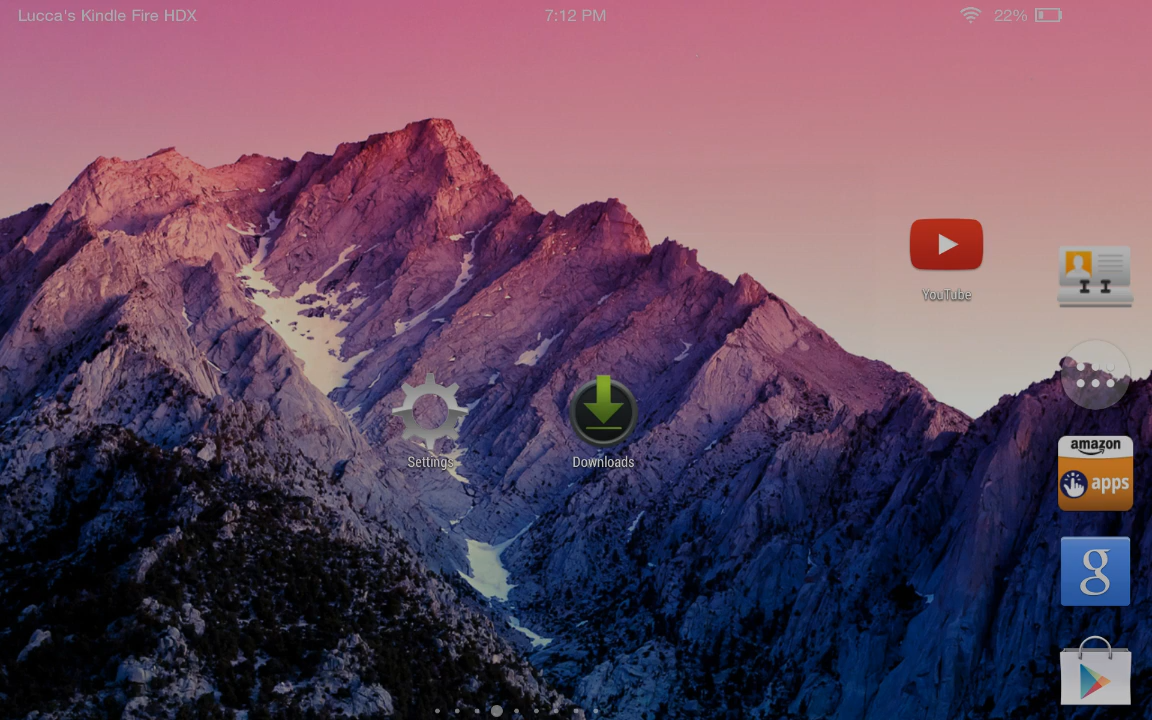 Lucca's Kindle Fire HDX 7:12 PM 22%
YouTube
Settings Downloads
amazon
apps
g